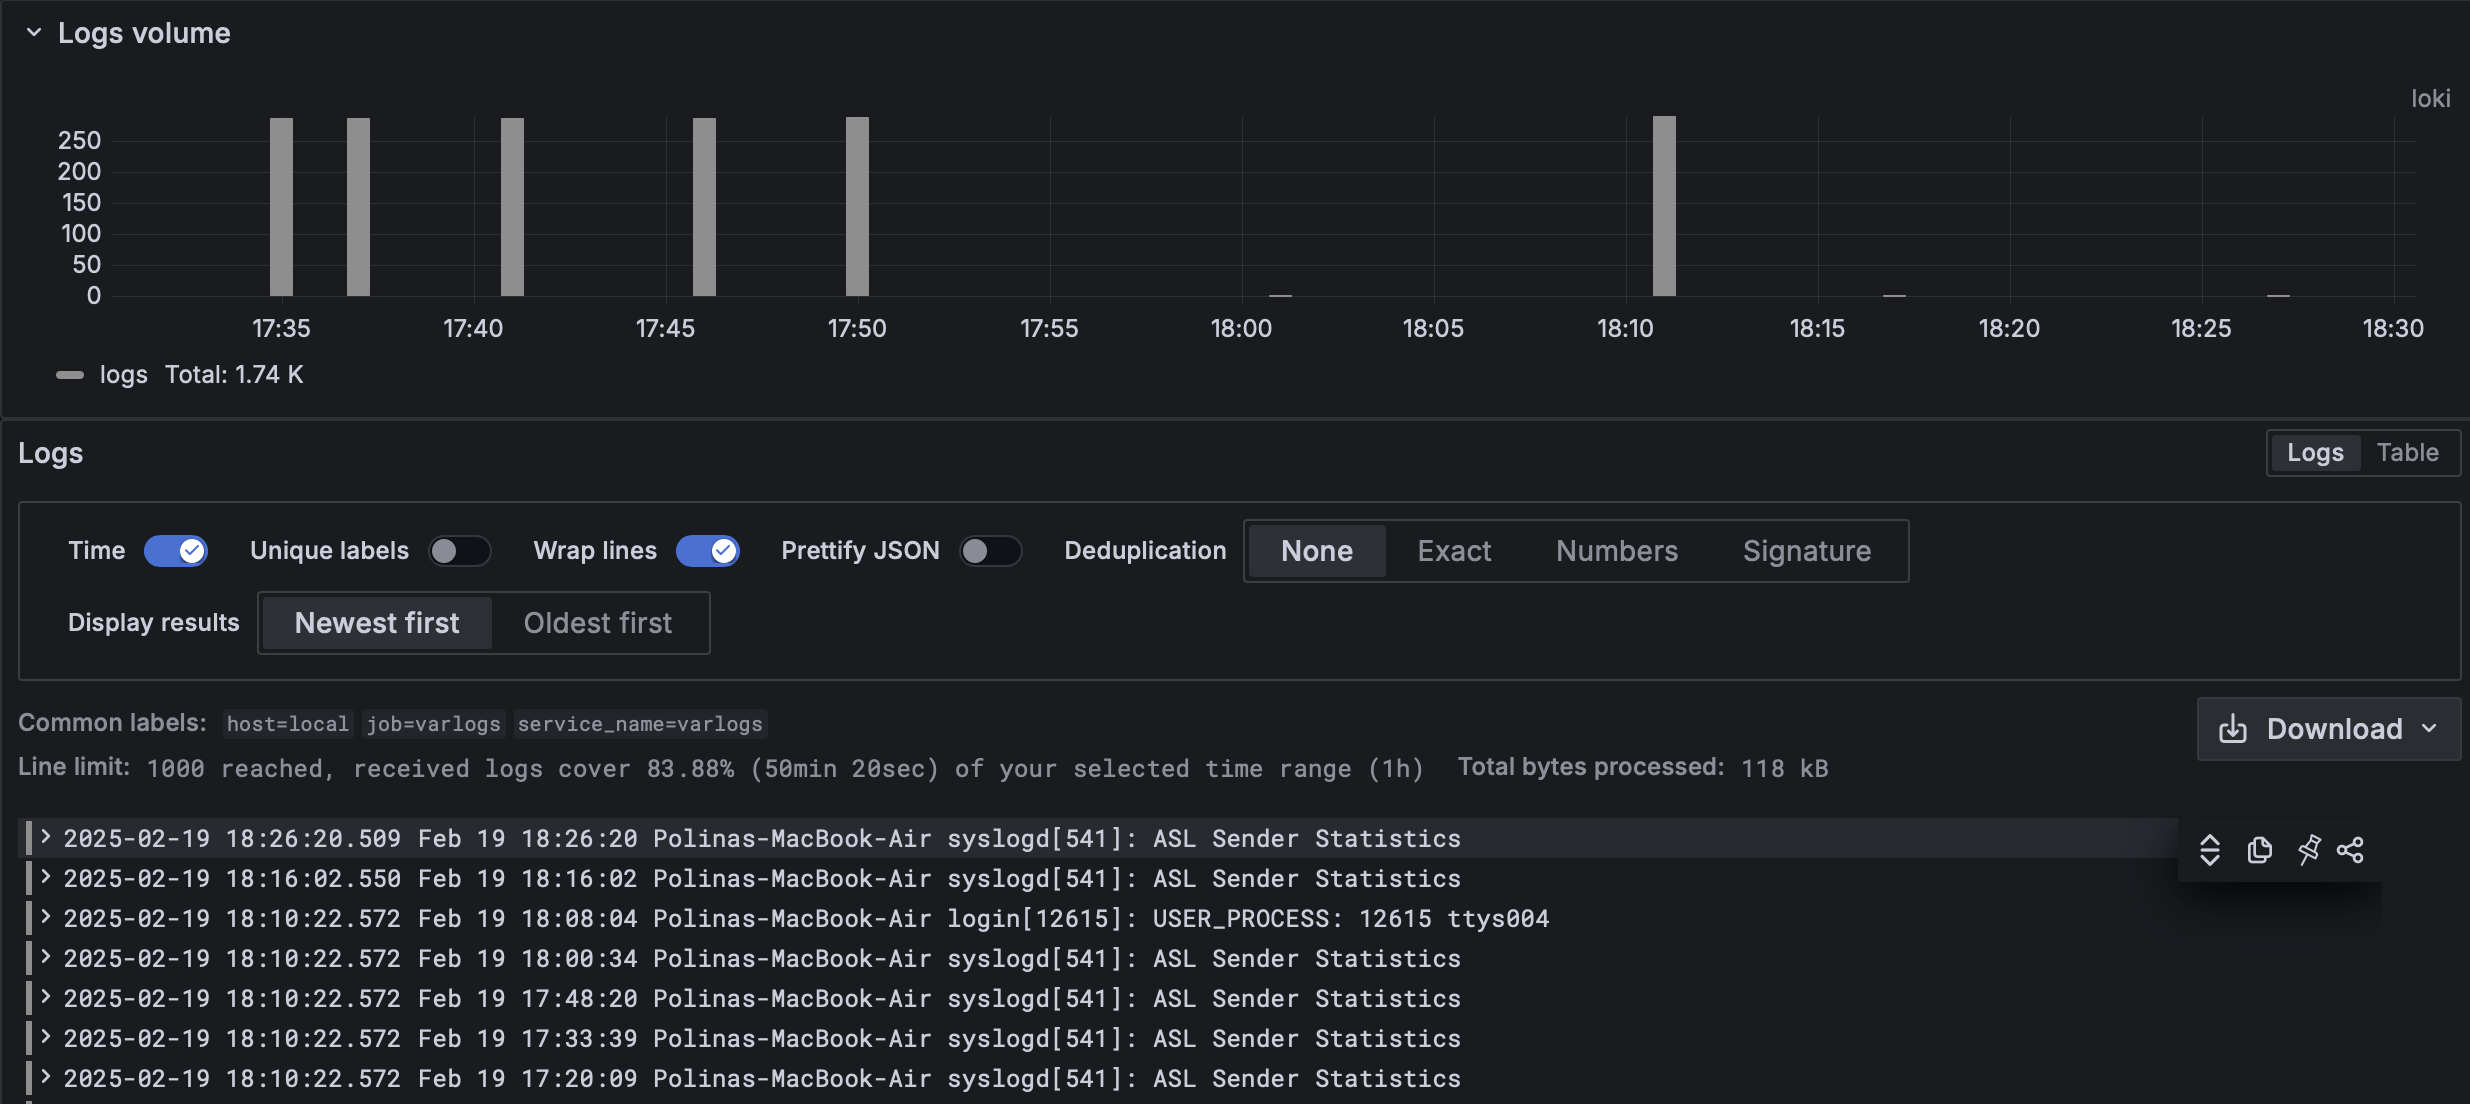 Logs volume
loki
250
200
150
100
50
0
17:35 17:40 17:45 17:50 17:55 18:00 18:05 18:10 18:15 18:20 18:25 18:30
logs Total: 1.74 K
Logs
Logs Table
Time Unique labels Wrap lines Prettify JSON Deduplication None Exact Numbers Signature
Display results Newest first Oldest first
Common labels: host=local job=varlogs service_name=varlogs
Download
Line limit: 1000 reached, received logs cover 83.88% (50min 20sec) of your selected time range (1h) Total bytes processed: 118 kB
2025-02-19 18:26:20.509 Feb 19 18:26:20 Polinas-MacBook-Air syslogd[541]: ASL Sender Statistics
2025-02-19 18:16:02.550 Feb 19 18:16:02 Polinas-MacBook-Air syslogd[541]: ASL Sender Statistics
2025-02-19 18:10:22.572 Feb 19 18:08:04 Polinas-MacBook-Air login[12615]: USER_PROCESS: 12615 ttys004
2025-02-19 18:10:22.572 Feb 19 18:00:34 Polinas-MacBook-Air syslogd[541]: ASL Sender Statistics
2025-02-19 18:10:22.572 Feb 19 17:48:20 Polinas-MacBook-Air syslogd[541]: ASL Sender Statistics
2025-02-19 18:10:22.572 Feb 19 17:33:39 Polinas-MacBook-Air syslogd[541]: ASL Sender Statistics
2025-02-19 18:10:22.572 Feb 19 17:20:09 Polinas-MacBook-Air syslogd[541]: ASL Sender Statistics